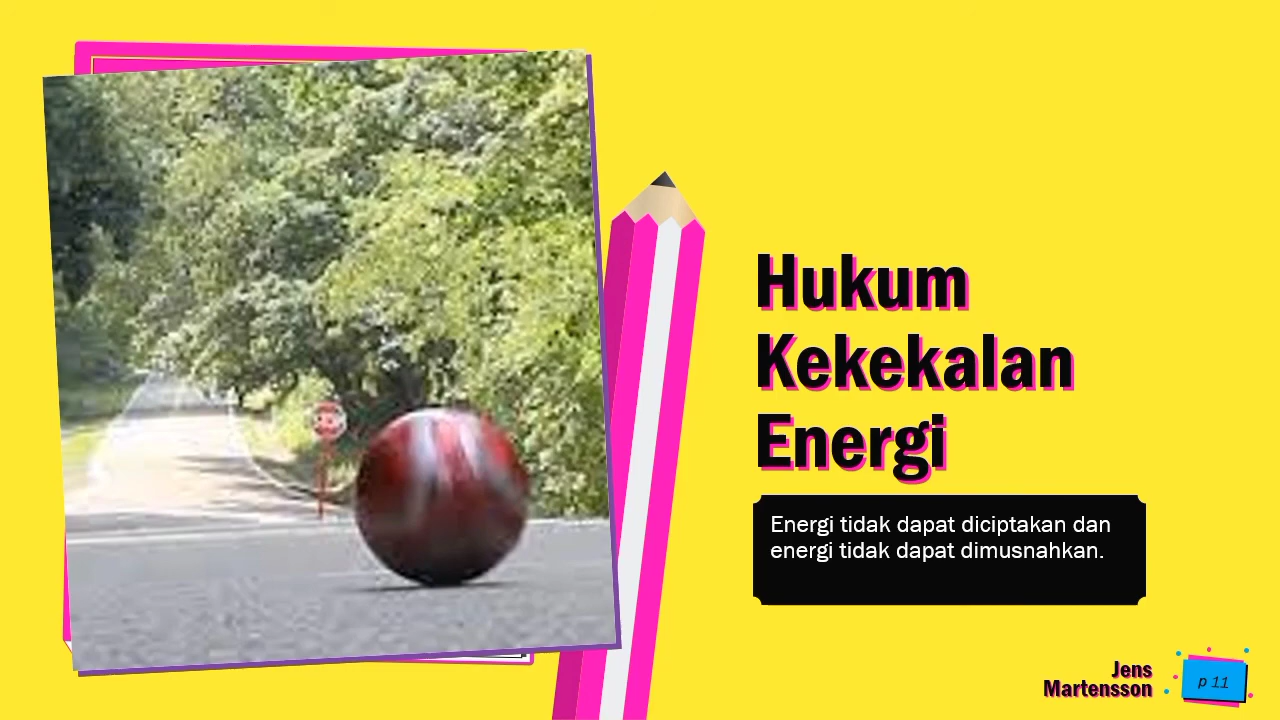 Hukum
Kekekalan
Energi
Energi tidak dapat diciptakan dan
energi tidak dapat dimusnahkan.
Jens
Martensson
p 11